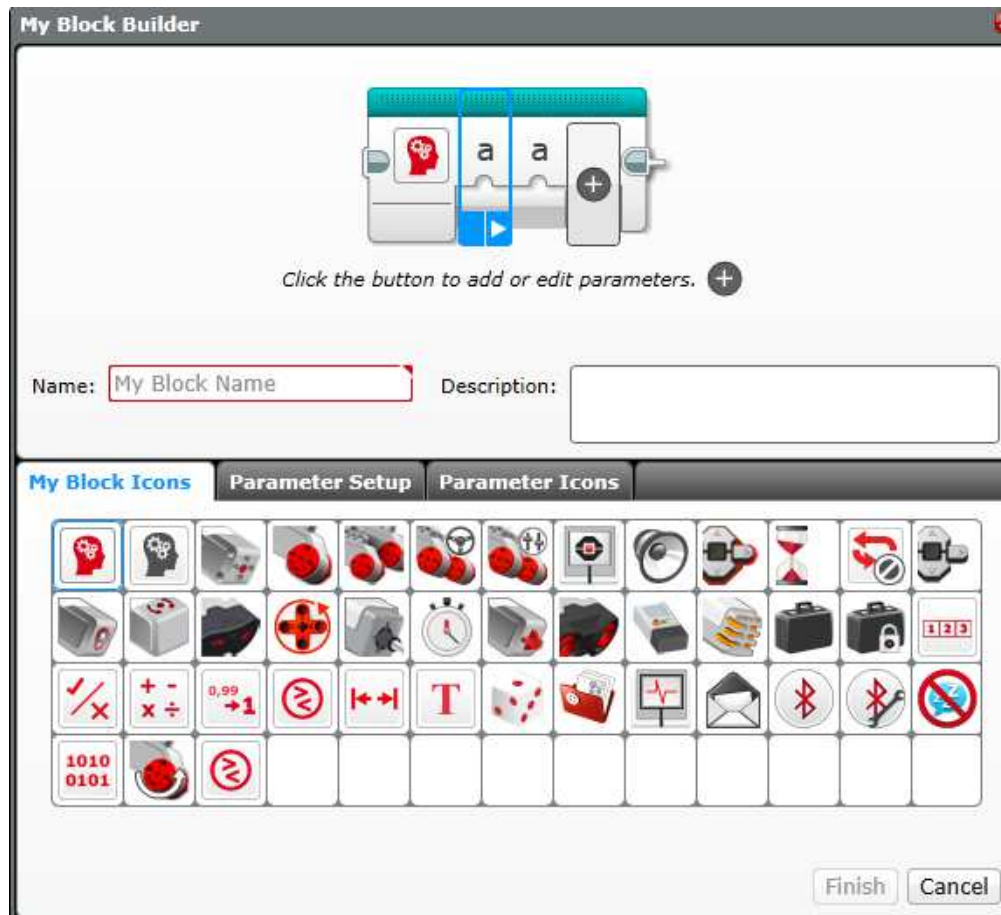 My Block Builder
a a
Click the button to add or edit parameters.
Name: My Block Name Description:
My Block Icons Parameter Setup Parameter Icons
1 2 3
+ -
x ÷
0,99
→1
T
1010
0101
Finish Cancel